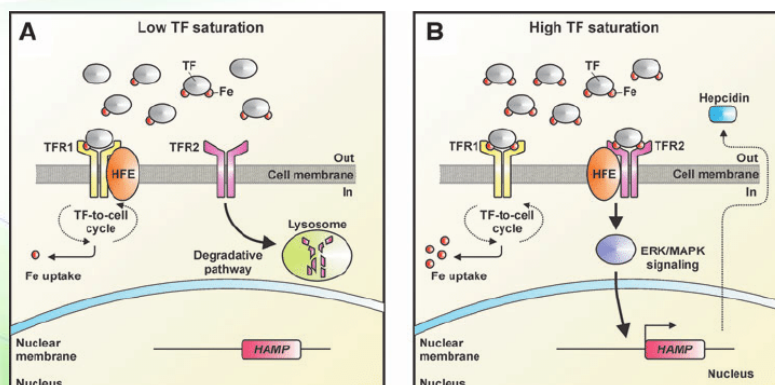 A
Low TF saturation
TF
Fe
TFR1
TFR2
HFE
Out
Cell membrane
In
TF-to-cell
cycle
Lysosome
Fe uptake
Degradative
pathway
Nuclear
membrane
HAMP
Nucleus
B
High TF saturation
TF
Fe
Hepcidin
TFR1
TFR2
HFE
Out
Cell membrane
In
TF-to-cell
cycle
Fe uptake
ERK/MAPK
signaling
Nuclear
membrane
HAMP
Nucleus